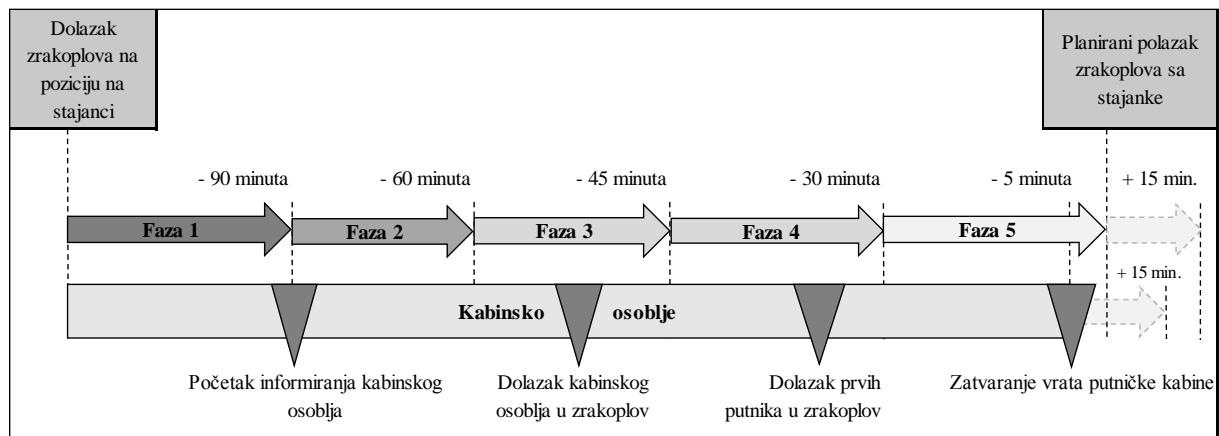 Dolazak
zrakoplova na
poziciju na
stajanci
Planirani polazak
zrakoplova sa
stajanke
- 90 minuta
- 60 minuta
- 45 minuta
- 30 minuta
- 5 minuta
+ 15 min.
Faza 1
Faza 2
Faza 3
Faza 4
Faza 5
+ 15 min.
Kabinsko osoblje
Početak informiranja kabinskog
osoblja
Dolazak kabinskog
osoblja u zrakoplov
Dolazak prvih
putnika u zrakoplov
Zatvaranje vrata putničke kabine